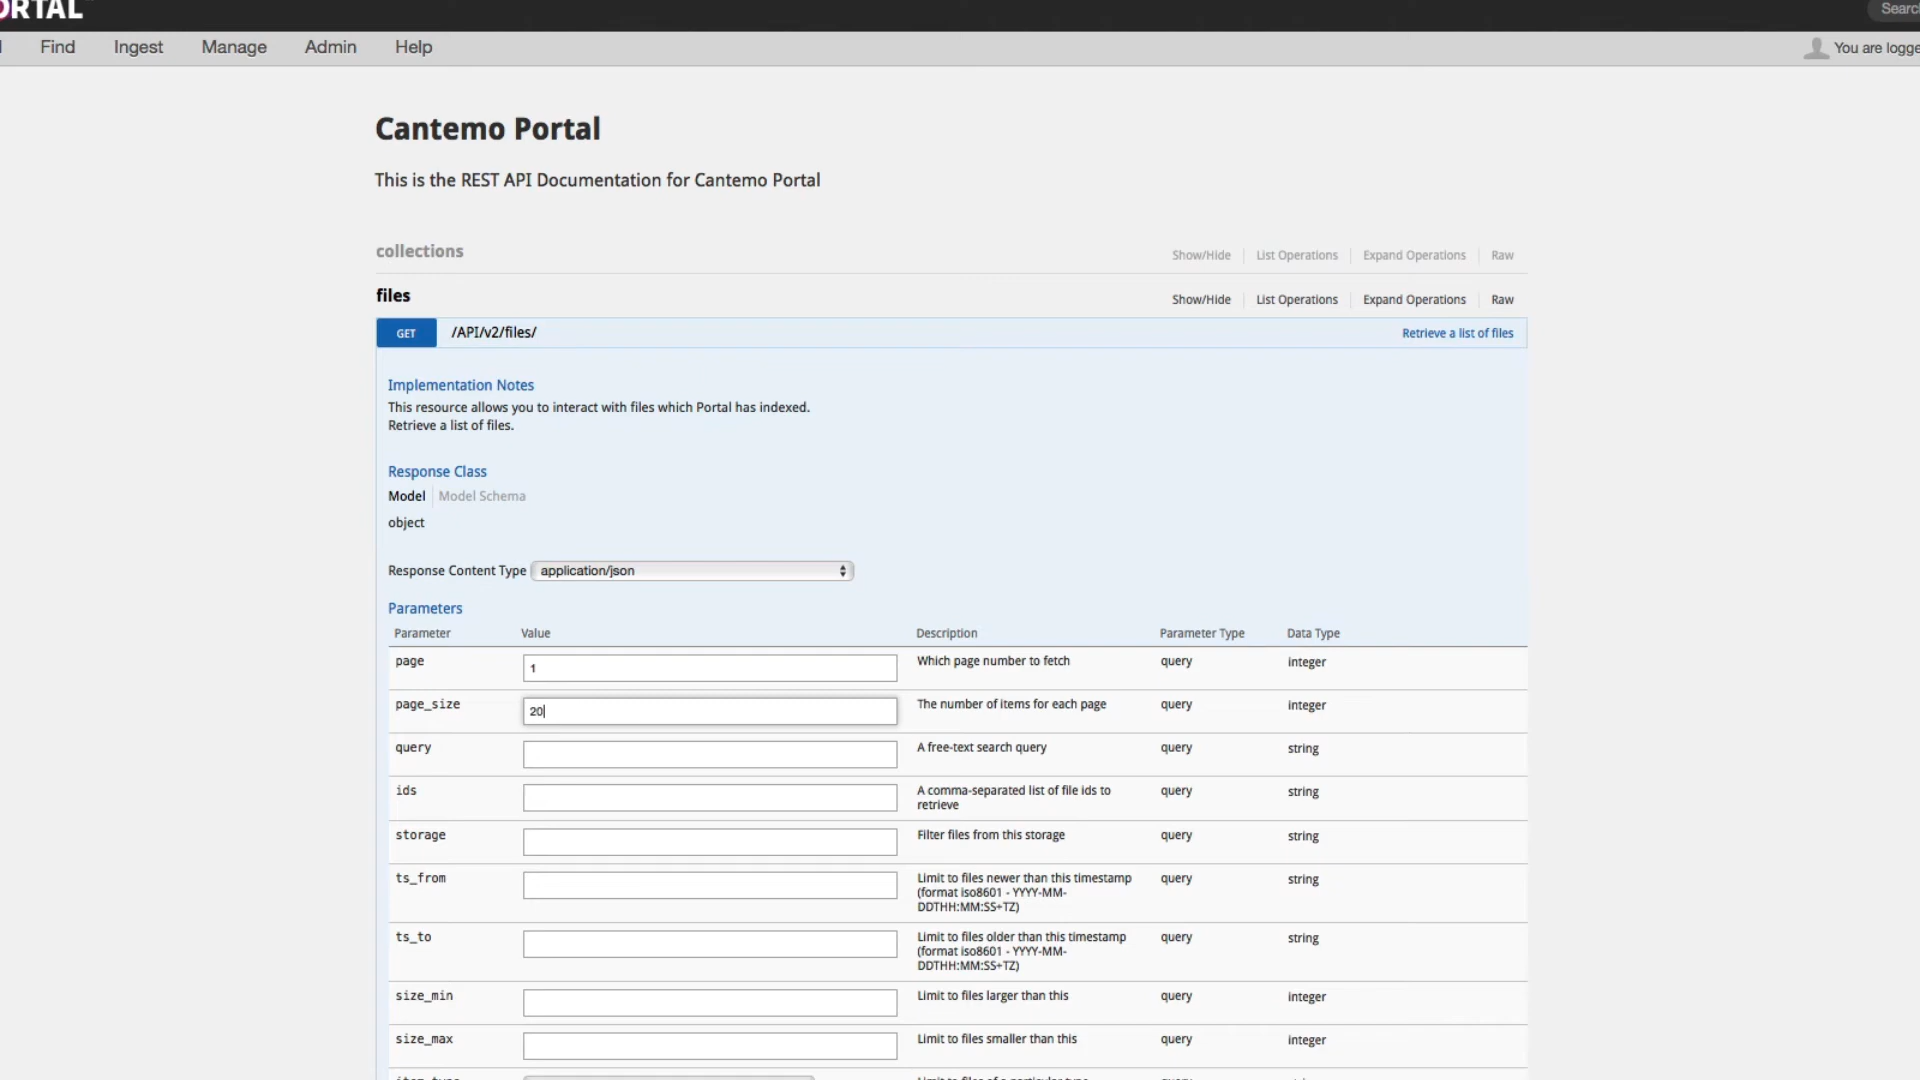 ORTAL
Find Ingest Manage Admin Help
You are logge
Cantemo Portal
This is the REST API Documentation for Cantemo Portal
collections Show/Hide List Operations Expand Operations Raw
files Show/Hide List Operations Expand Operations Raw
GET /API/v2/files/ Retrieve a list of files
Implementation Notes
This resource allows you to interact with files which Portal has indexed.
Retrieve a list of files.
Response Class
Model Model Schema
object
Response Content Type application/json
Parameters
Parameter Value Description Parameter Type Data Type
page 1 Which page number to fetch query integer
page_size 20 The number of items for each page query integer
query A free-text search query query string
ids A comma-separated list of file ids to query string
retrieve
storage Filter files from this storage query string
ts_from Limit to files newer than this timestamp query string
(format iso8601 - YYYY-MM-
DDTHH:MM:SS+TZ)
ts_to Limit to files older than this timestamp query string
(format iso8601 - YYYY-MM-
DDTHH:MM:SS+TZ)
size_min Limit to files larger than this query integer
size_max Limit to files smaller than this query integer